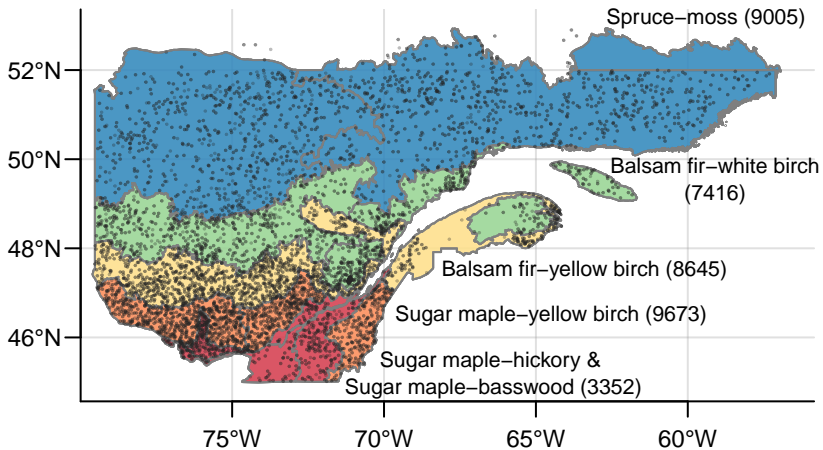 Spruce−moss (9005)
52°N
50°N
Balsam fir−white birch
(7416)
48°N
Balsam fir−yellow birch (8645)
Sugar maple−yellow birch (9673)
46°N
Sugar maple−hickory &
Sugar maple−basswood (3352)
75°W
70°W
65°W
60°W